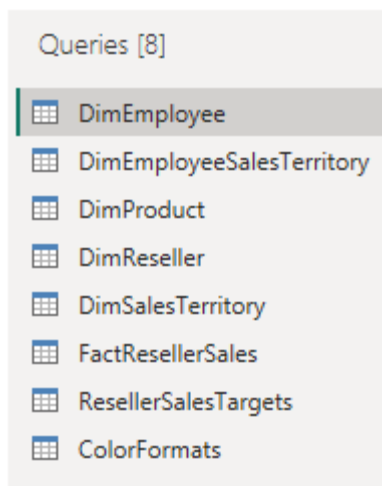 Queries [8]
DimEmployee
DimEmployeeSalesTerritory
DimProduct
DimReseller
DimSalesTerritory
FactResellerSales
ResellerSalesTargets
ColorFormats